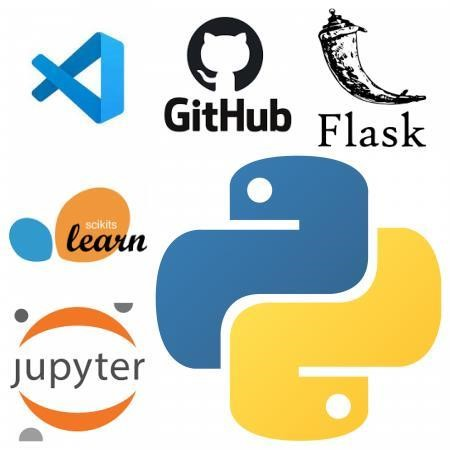 GitHub
Flask
scikits
learn
jupyter